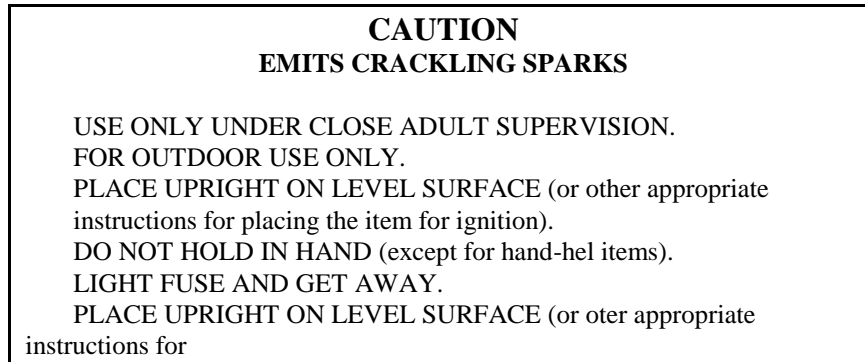 CAUTION
EMITS CRACKLING SPARKS
USE ONLY UNDER CLOSE ADULT SUPERVISION.
FOR OUTDOOR USE ONLY.
PLACE UPRIGHT ON LEVEL SURFACE (or other appropriate
instructions for placing the item for ignition).
DO NOT HOLD IN HAND (except for hand-hel items).
LIGHT FUSE AND GET AWAY.
PLACE UPRIGHT ON LEVEL SURFACE (or oter appropriate
instructions for